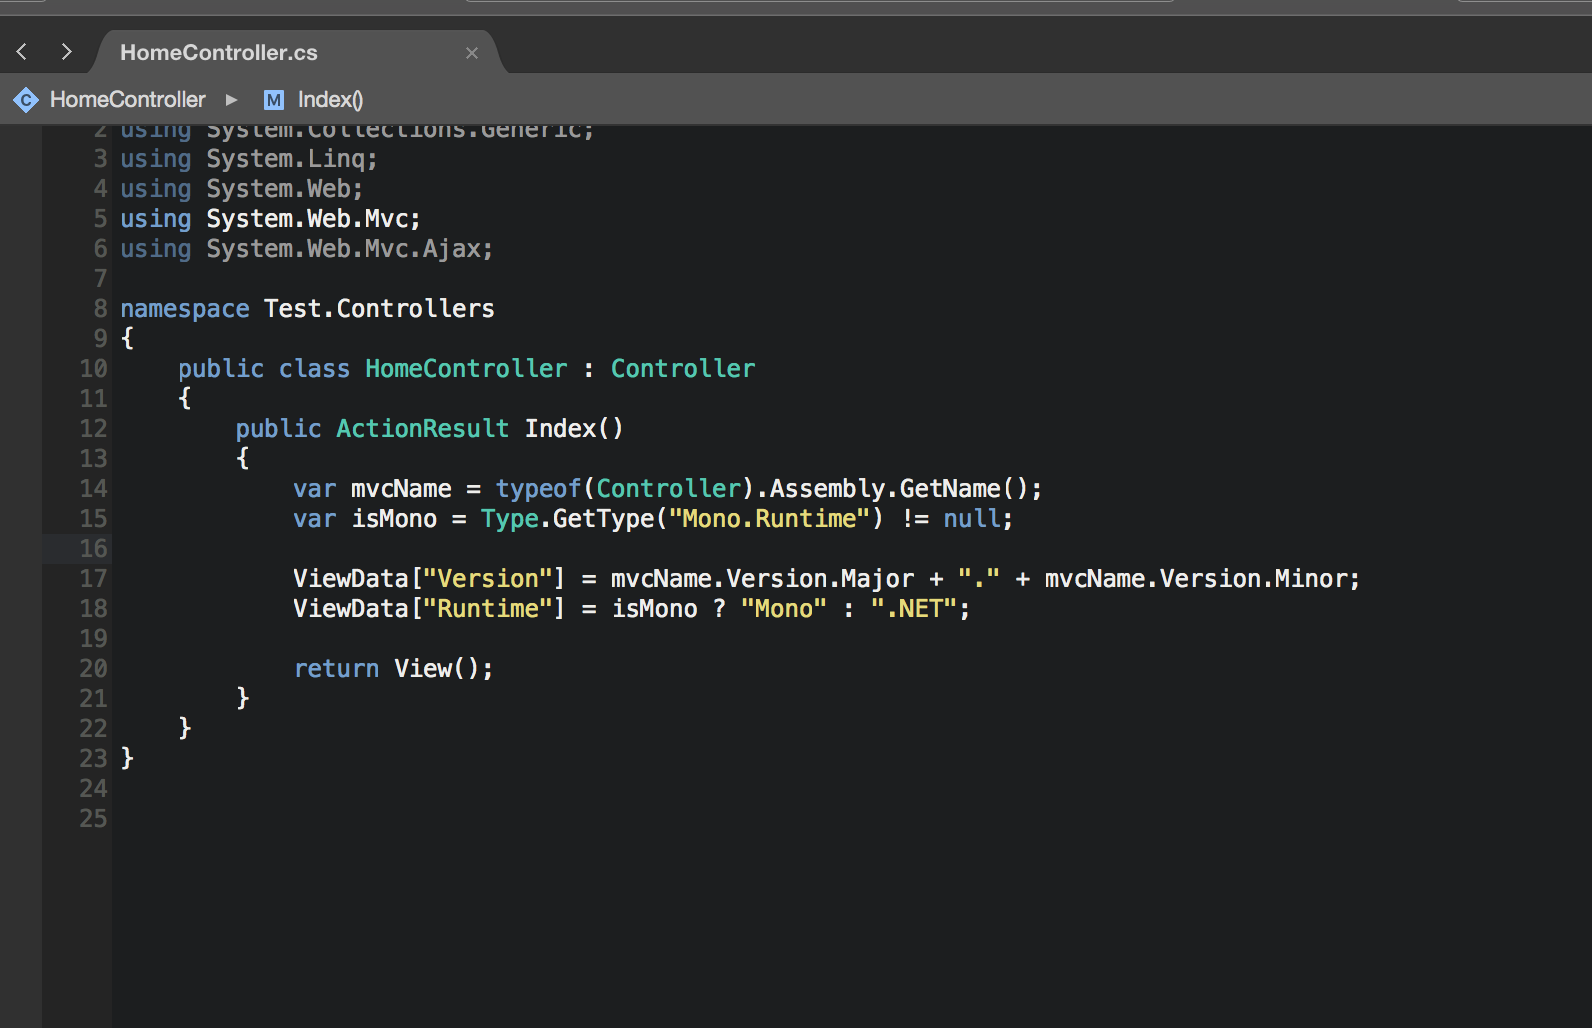 HomeController.cs
HomeController ▶ M Index()
2 using System.Collections.Generic;
3 using System.Linq;
4 using System.Web;
5 using System.Web.Mvc;
6 using System.Web.Mvc.Ajax;
7
8 namespace Test.Controllers
9 {
10     public class HomeController : Controller
11     {
12         public ActionResult Index()
13         {
14             var mvcName = typeof(Controller).Assembly.GetName();
15             var isMono = Type.GetType("Mono.Runtime") != null;
16
17             ViewData["Version"] = mvcName.Version.Major + "." + mvcName.Version.Minor;
18             ViewData["Runtime"] = isMono ? "Mono" : ".NET";
19
20             return View();
21         }
22     }
23 }
24
25